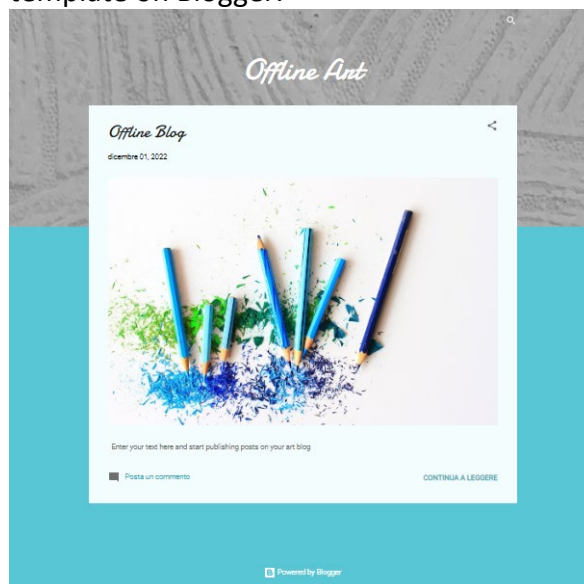 template on Blogger.
Offline Art
Offline Blog
dicembre 01, 2022
Enter your text here and start publishing posts on your art blog
Posta un commento
CONTINUA A LEGGERE
Powered by Blogger